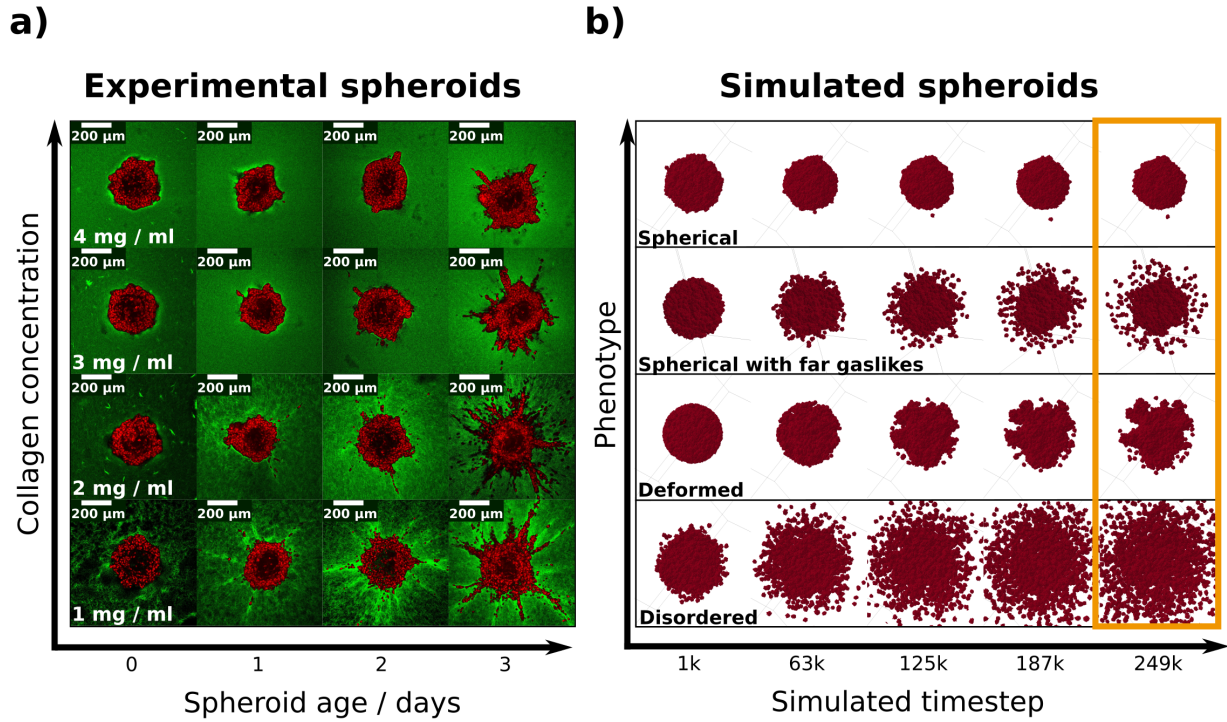 a)
Experimental spheroids
Collagen concentration
200 µm 200 µm 200 µm 200 µm
4 mg / ml
200 µm 200 µm 200 µm 200 µm
3 mg / ml
200 µm 200 µm 200 µm 200 µm
2 mg / ml
200 µm 200 µm 200 µm 200 µm
1 mg / ml
0 1 2 3
Spheroid age / days
b)
Simulated spheroids
Phenotype
Spherical
Spherical with far gaslikes
Deformed
Disordered
1k 63k 125k 187k 249k
Simulated timestep